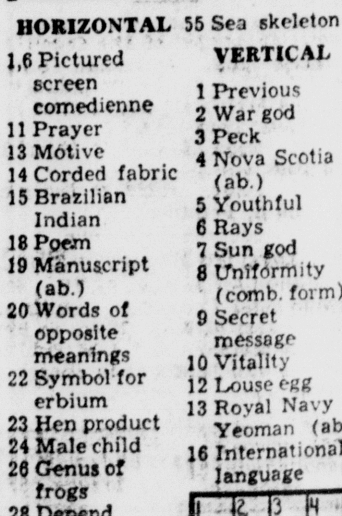 HORIZONTAL
1,6 Pictured
screen
comedienne
11 Prayer
13 Motive
14 Corded fabric
15 Brazilian
Indian
18 Poem
19 Manuscript
(ab.)
20 Words of
opposite
meanings
22 Symbol for
erbium
23 Hen product
24 Male child
26 Genus of
frogs
28 Depend
55 Sea skeleton
VERTICAL
1 Previous
2 War god
3 Peck
4 Nova Scotia
(ab.)
5 Youthful
6 Rays
7 Sun god
8 Uniformity
(comb. form)
9 Secret
message
10 Vitality
12 Louse egg
13 Royal Navy
Yeoman (ab
16 International
language
1 2 3 4